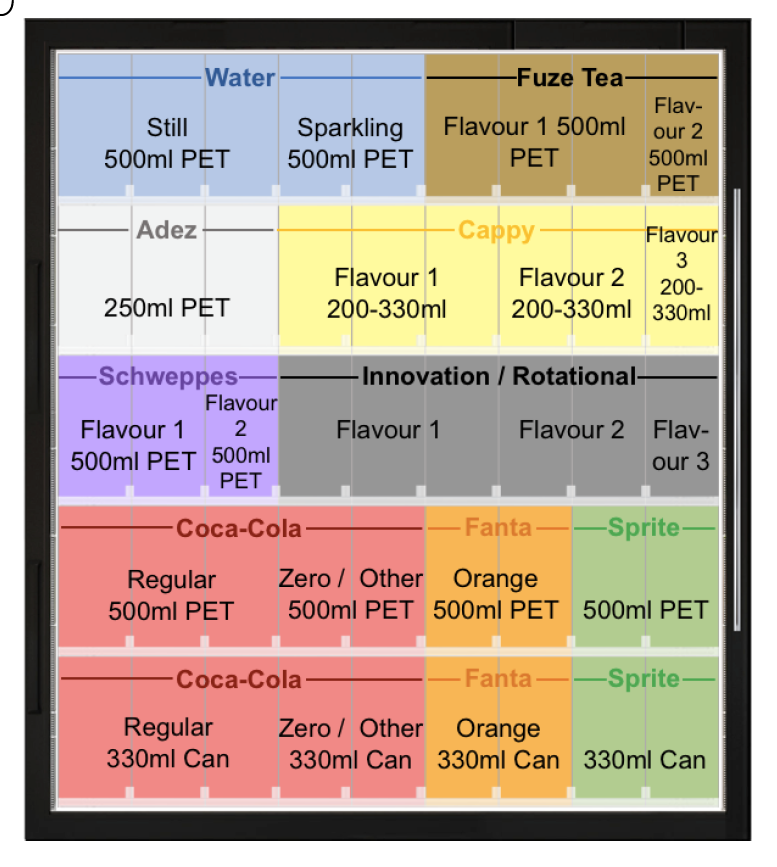 Water
Fuze Tea
Still
500ml PET
Sparkling
500ml PET
Flavour 1 500ml
PET
Flav-
our 2
500ml
PET
Adez
Cappy
250ml PET
Flavour 1
200-330ml
Flavour 2
200-330ml
Flavour
3
200-
330ml
Schweppes
Innovation / Rotational
Flavour 1
500ml PET
Flavour
2
500ml
PET
Flavour 1
Flavour 2
Flav-
our 3
Coca-Cola
Fanta
Sprite
Regular
500ml PET
Zero / Other
500ml PET
Orange
500ml PET
500ml PET
Coca-Cola
Fanta
Sprite
Regular
330ml Can
Zero / Other
330ml Can
Orange
330ml Can
330ml Can